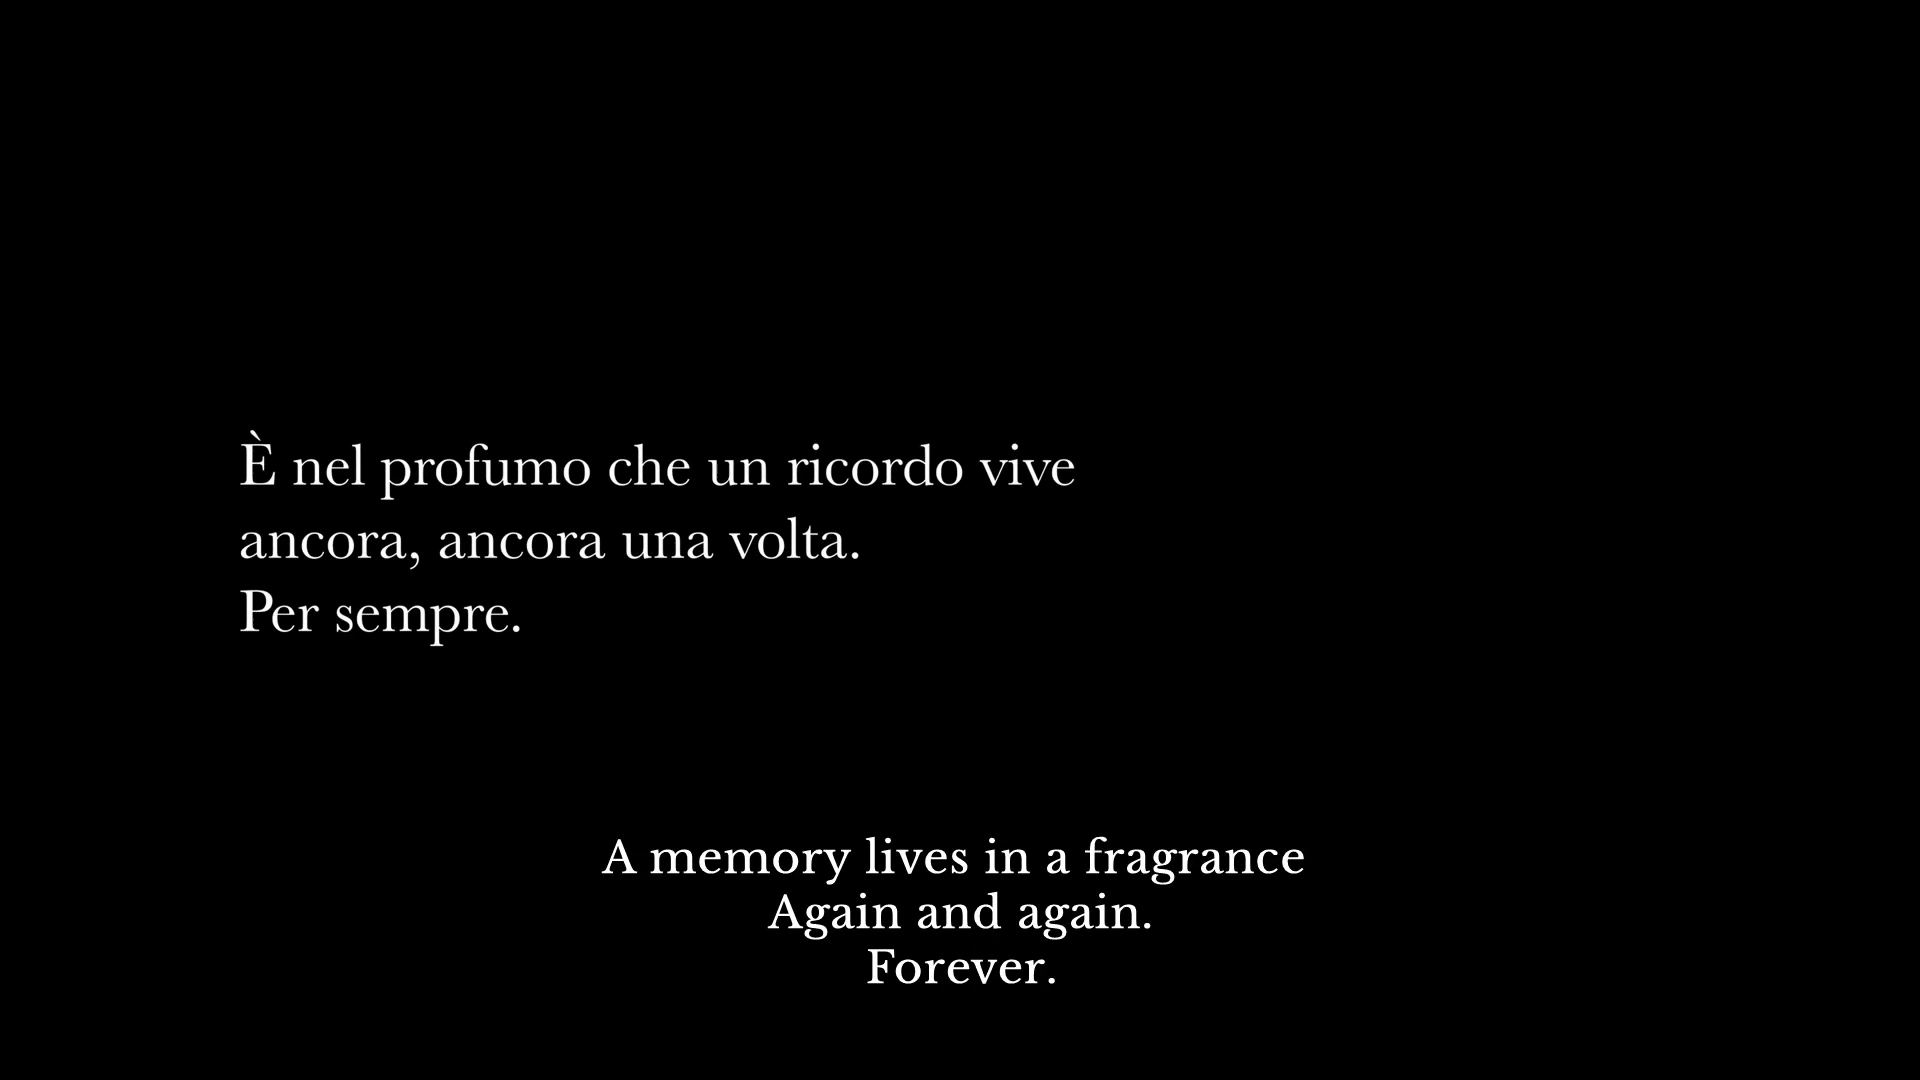 È nel profumo che un ricordo vive
ancora, ancora una volta.
Per sempre.
A memory lives in a fragrance
Again and again.
Forever.